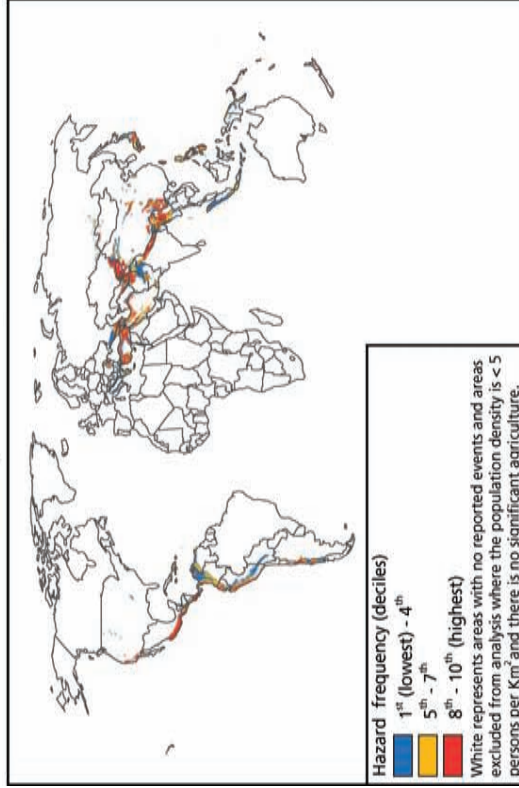 Hazard frequency (deciles)
1st (lowest) - 4th
5th - 7th
8th - 10th (highest)
White represents areas with no reported events and areas
excluded from analysis where the population density is < 5
persons per Km² and there is no significant agriculture.